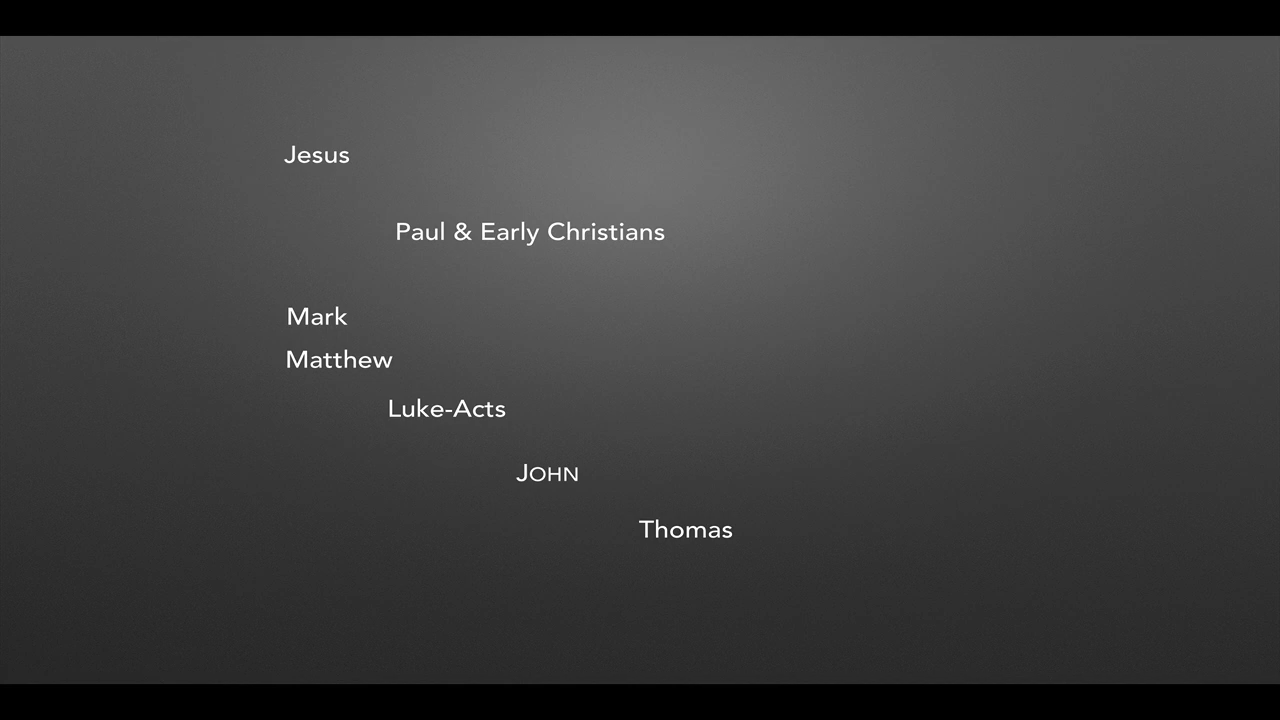 Jesus
Paul & Early Christians
Mark
Matthew
Luke-Acts
JOHN
Thomas